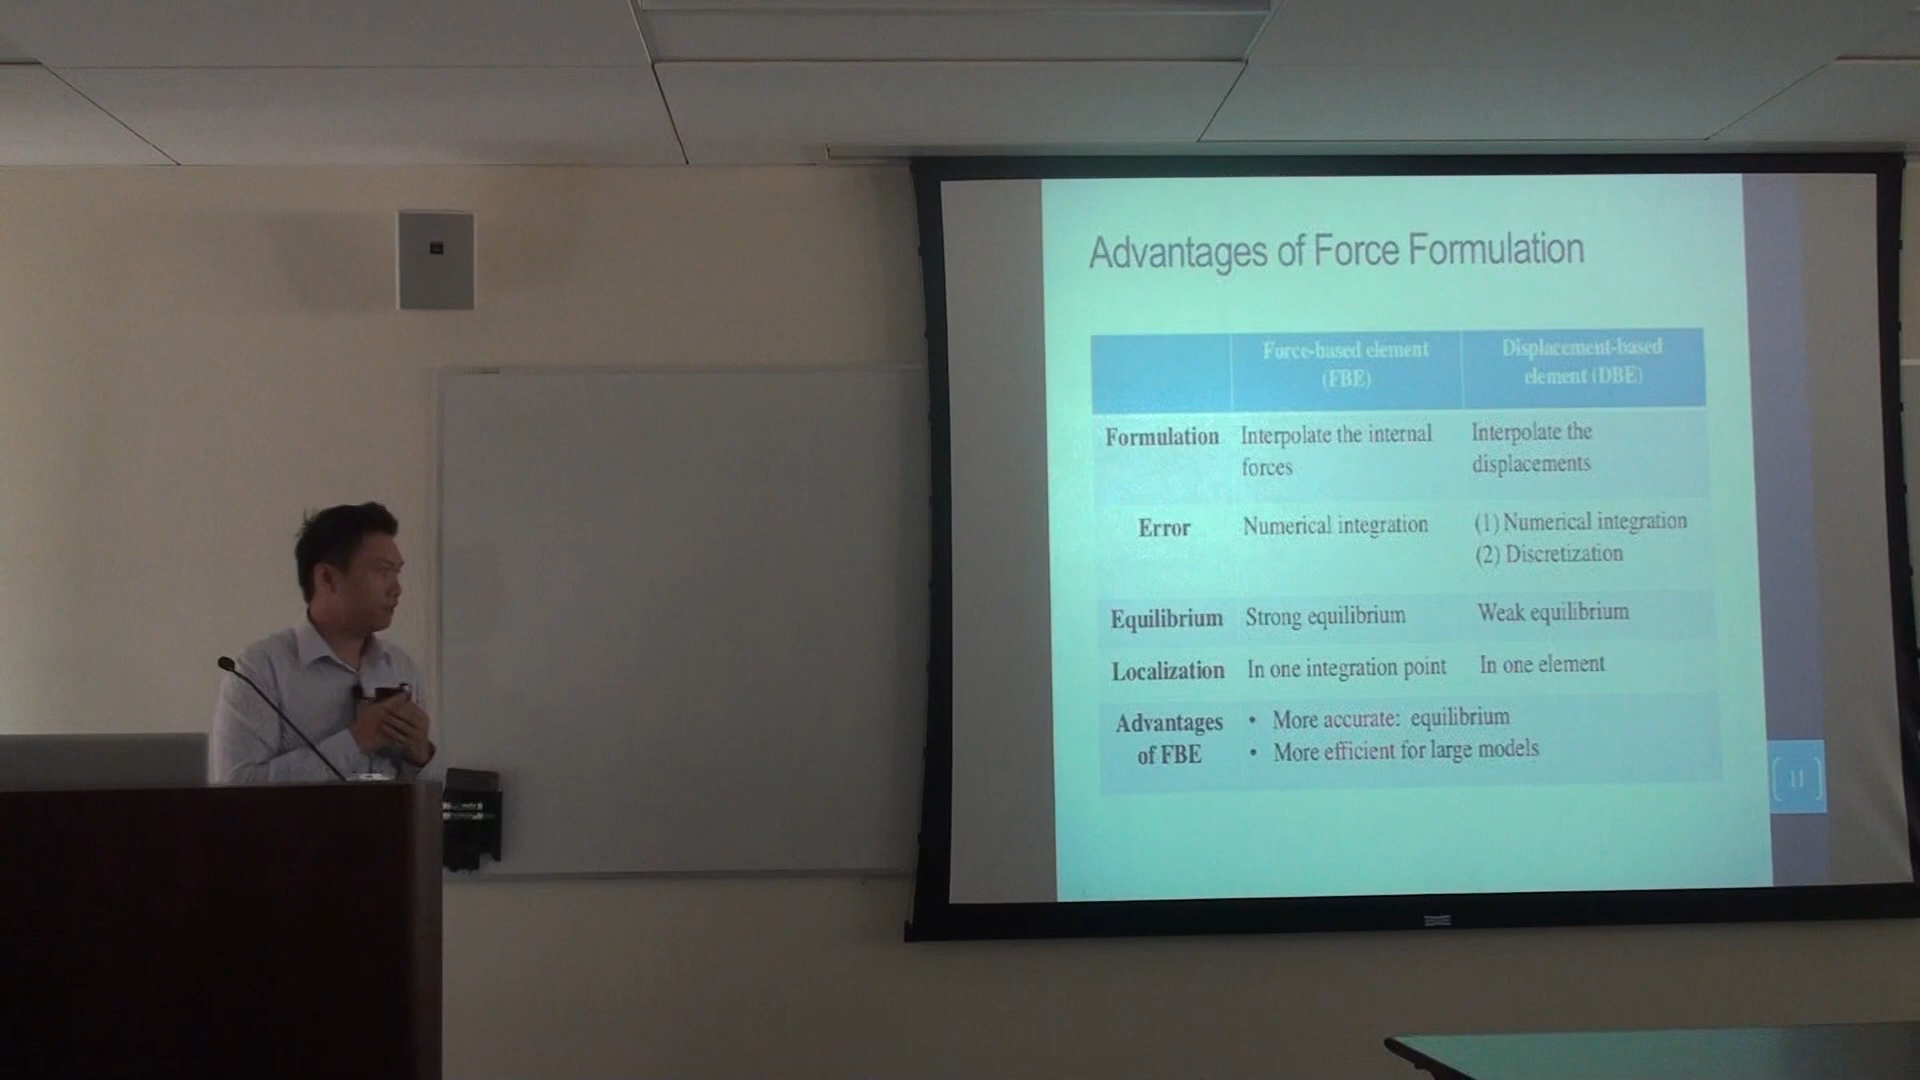 Advantages of Force Formulation
Force-based element
(FBE)
Displacement-based
element (DBE)
Formulation
Interpolate the internal
forces
Interpolate the
displacements
Error
Numerical integration
(1) Numerical integration
(2) Discretization
Equilibrium
Strong equilibrium
Weak equilibrium
Localization
In one integration point
In one element
Advantages
of FBE
• More accurate: equilibrium
• More efficient for large models
11